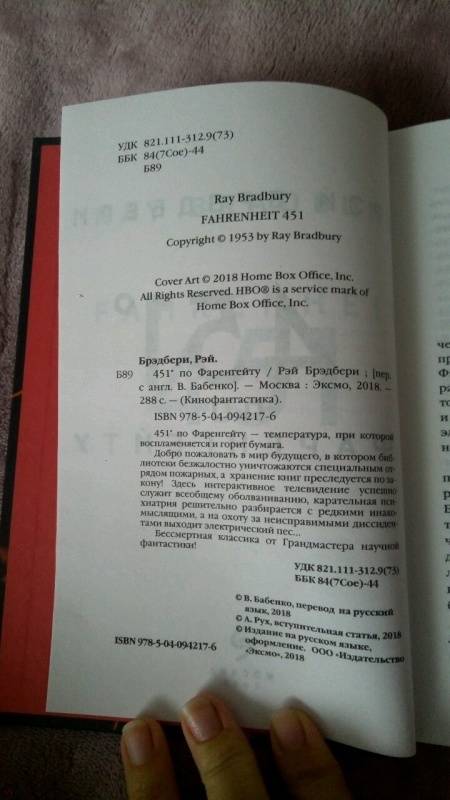 УДК 821.111-312.9(73)
ББК 84(7Сое)-44
Б89
Ray Bradbury
FAHRENHEIT 451
Copyright © 1953 by Ray Bradbury
Cover Art © 2018 Home Box Office, Inc.
All Rights Reserved. HBO® is a service mark of
Home Box Office, Inc.
Брэдбери, Рэй.
Б89 451° по Фаренгейту / Рэй Брэдбери ; [пер.
с англ. В. Бабенко]. — Москва : Эксмо, 2018. —
288 с. — (Кинофантастика).
ISBN 978-5-04-094217-6
451° по Фаренгейту — температура, при которой
воспламеняется и горит бумага.
Добро пожаловать в мир будущего, в котором биб-
лиотеки безжалостно уничтожаются специальным от-
рядом пожарных, а хранение книг преследуется по за-
кону! Здесь интерактивное телевидение успешно
служит всеобщему оболваниванию, карательная пси-
хиатрия решительно разбирается с редкими инако-
мыслящими, а на охоту за неисправимыми диссиден-
тами выходит электрический пес...
Бессмертная классика от Грандмастера научной
фантастики!
УДК 821.111-312.9(73)
ББК 84(7Сое)-44
© В. Бабенко, перевод на русский
язык, 2018
© А. Рух, вступительная статья, 2018
© Издание на русском языке,
оформление. ООО «Издательство
«Эксмо», 2018
ISBN 978-5-04-094217-6